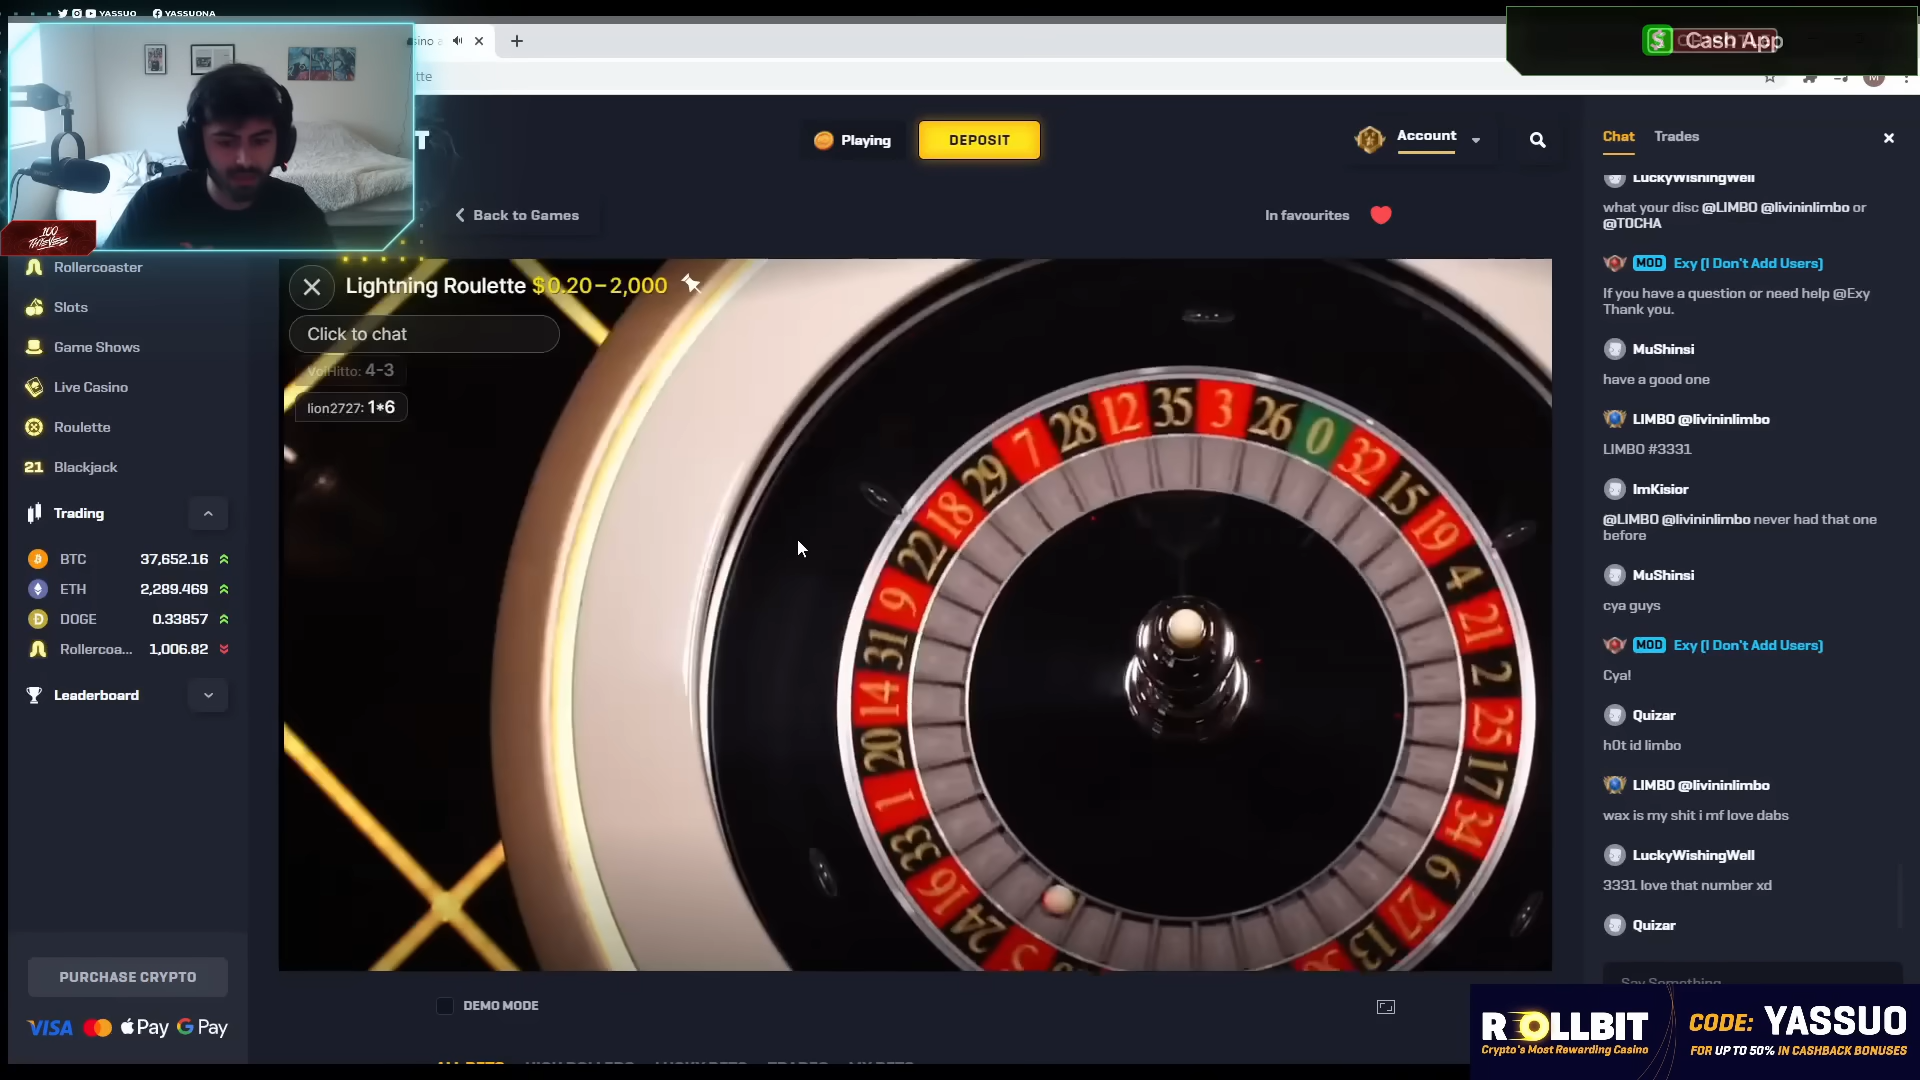 YASSUO
YASSUONA
Cash App
Playing
DEPOSIT
Account
Back to Games
In favourites
Lightning Roulette $0.20–2,000
Click to chat
VolHitto: 4-3
lion2727: 1*6
100
THIEVES
Rollercoaster
Slots
Game Shows
Live Casino
Roulette
21 Blackjack
Trading
BTC 37,652.16
ETH 2,289.469
DOGE 0.33857
Rollercoa... 1,006.82
Leaderboard
PURCHASE CRYPTO
VISA Pay G Pay
7 28 12 35 3 26 0 32 15 19 4 21 2 25 17 34 6 27 13
29 18 22 9 31 14 20 1 33 16 24 5
DEMO MODE
Chat Trades
LuckyWishingWell
what your disc @LIMBO @livininlimbo or
@TOCHA
MOD Exy (I Don't Add Users)
If you have a question or need help @Exy
Thank you.
MuShinsi
have a good one
LIMBO @livininlimbo
LIMBO #3331
ImKisior
@LIMBO @livininlimbo never had that one
before
MuShinsi
cya guys
MOD Exy (I Don't Add Users)
Cya!
Quizar
h0t id limbo
LIMBO @livininlimbo
wax is my shit i mf love dabs
LuckyWishingWell
3331 love that number xd
Quizar
Say Something
ROLLBIT
Crypto's Most Rewarding Casino
CODE: YASSUO
FOR UP TO 50% IN CASHBACK BONUSES